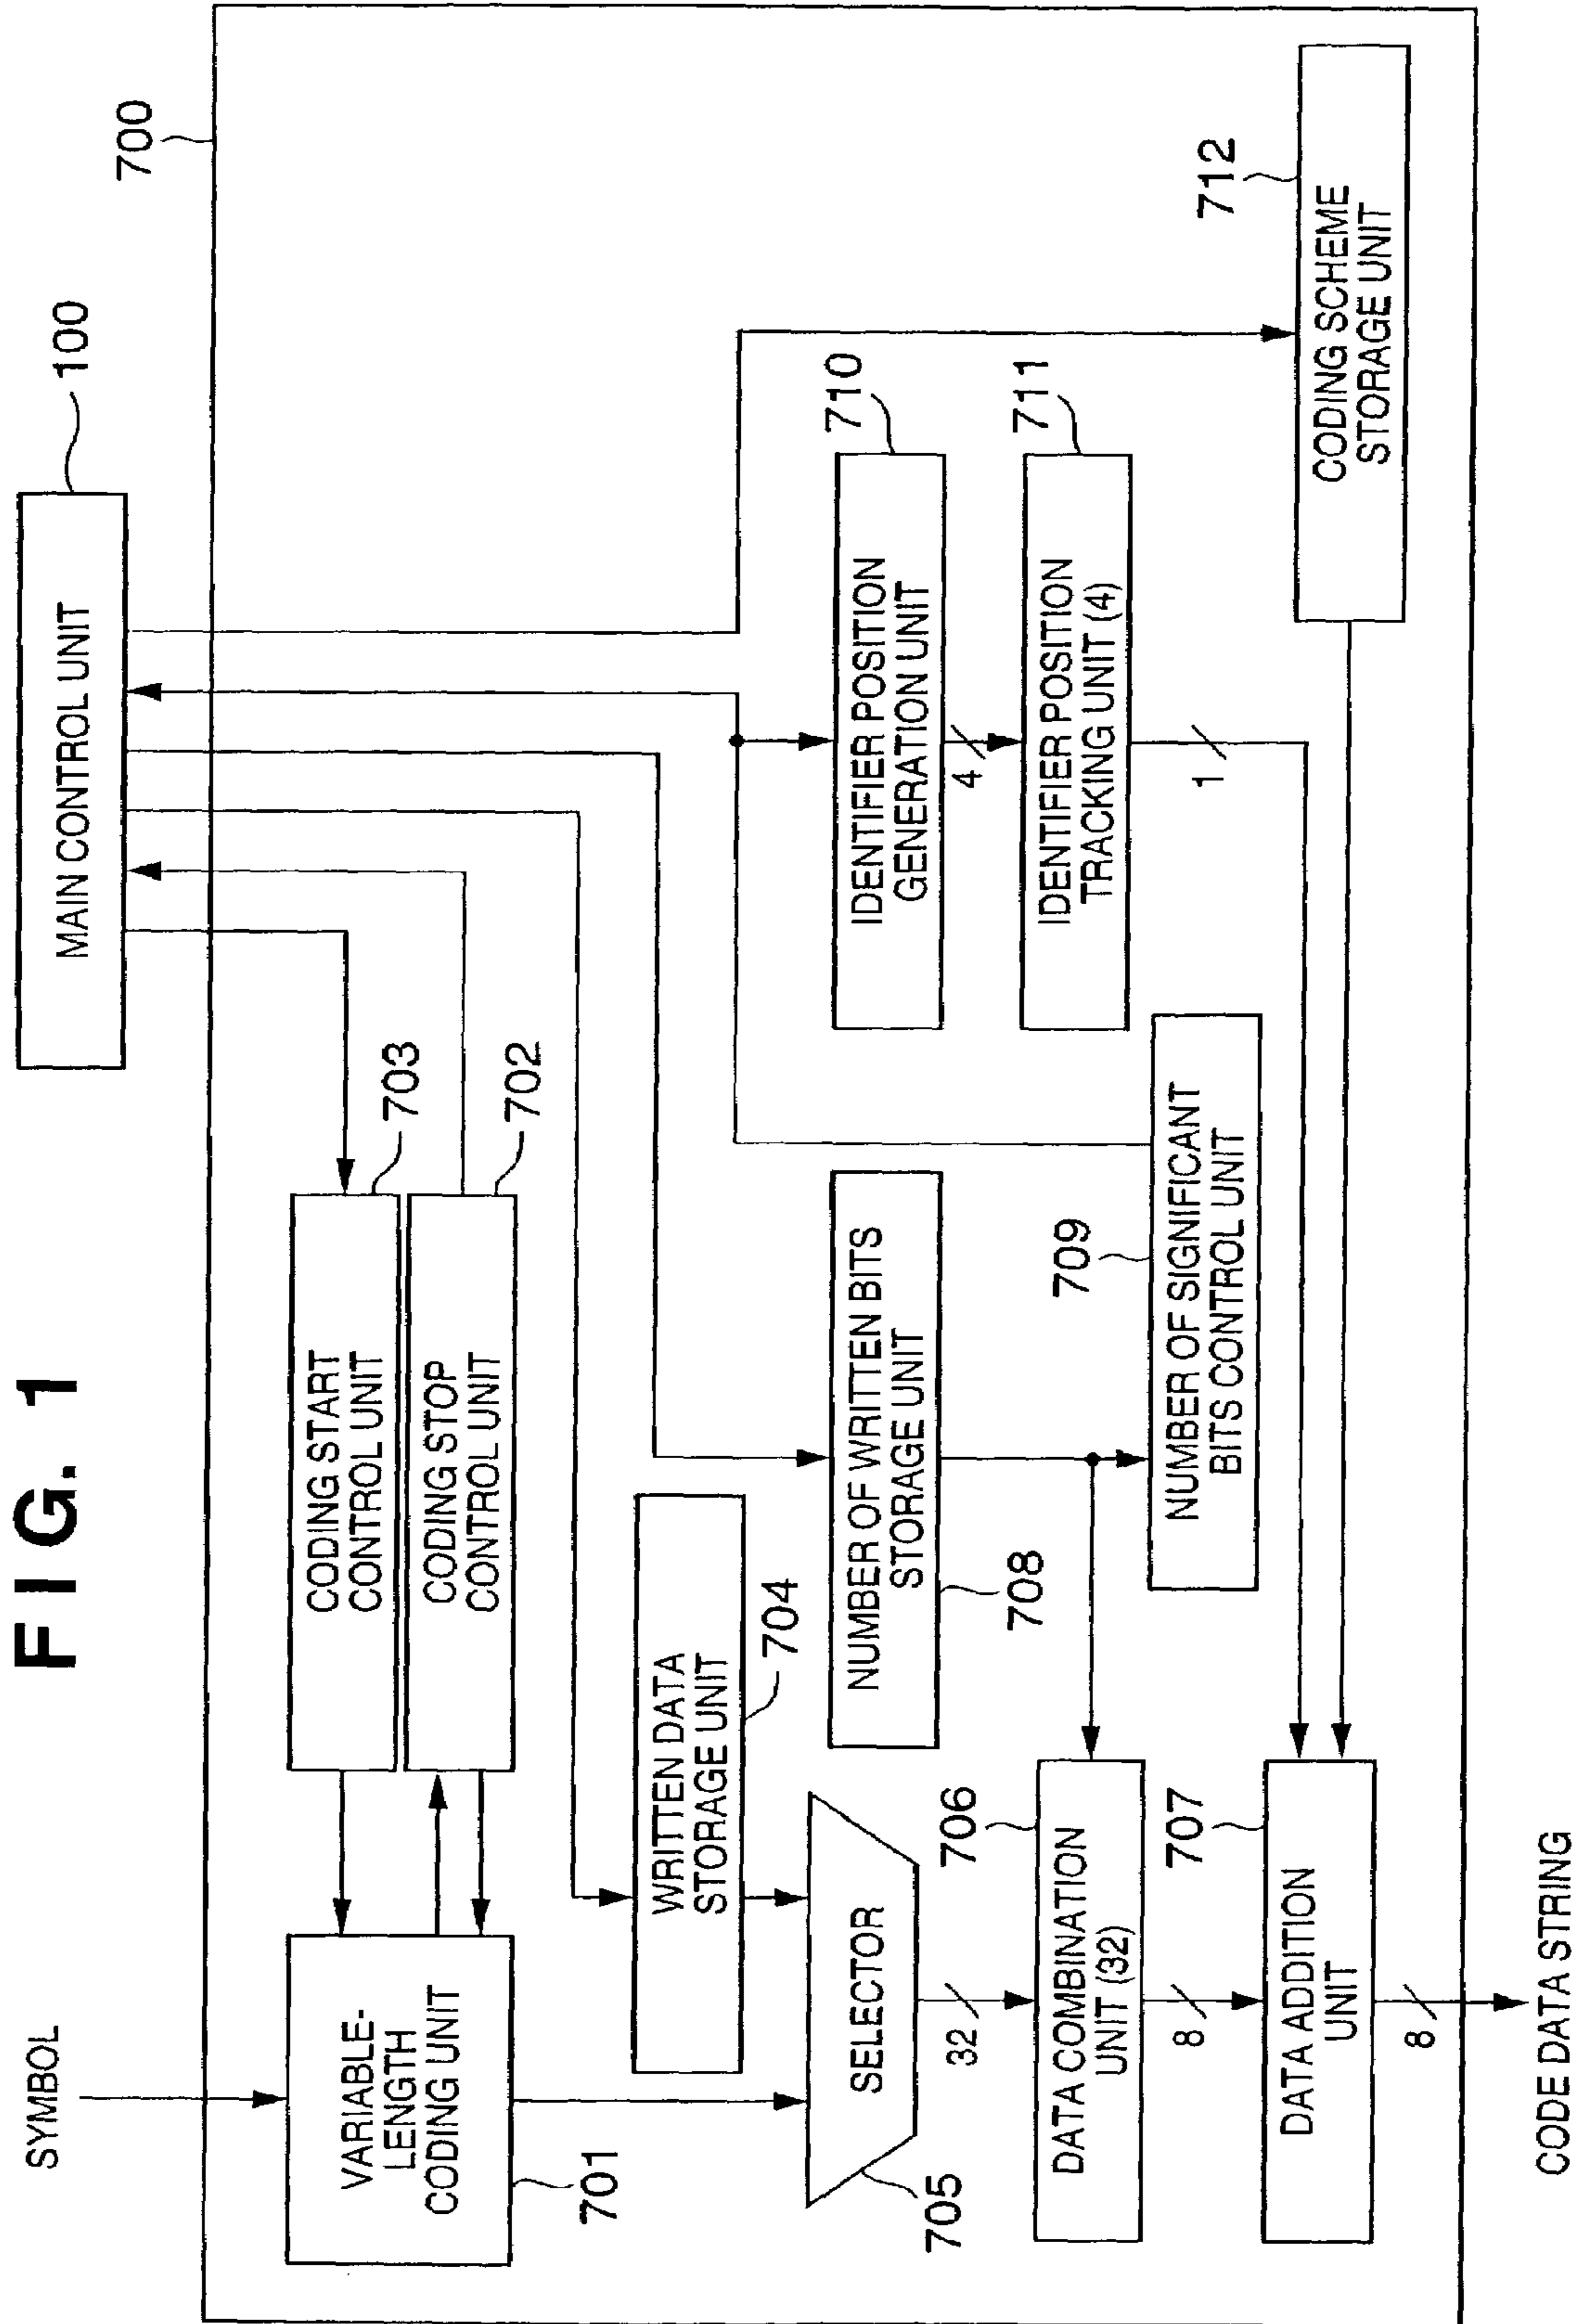 FIG. 1
MAIN CONTROL UNIT
100
700
SYMBOL
VARIABLE-
LENGTH
CODING UNIT
701
CODING START
CONTROL UNIT
703
CODING STOP
CONTROL UNIT
702
WRITTEN DATA
STORAGE UNIT
704
SELECTOR
705
32
NUMBER OF WRITTEN BITS
STORAGE UNIT
708
IDENTIFIER POSITION
GENERATION UNIT
710
4
IDENTIFIER POSITION
TRACKING UNIT (4)
711
1
DATA COMBINATION
UNIT (32)
706
8
NUMBER OF SIGNIFICANT
BITS CONTROL UNIT
709
DATA ADDITION
UNIT
707
8
CODING SCHEME
STORAGE UNIT
712
CODE DATA STRING